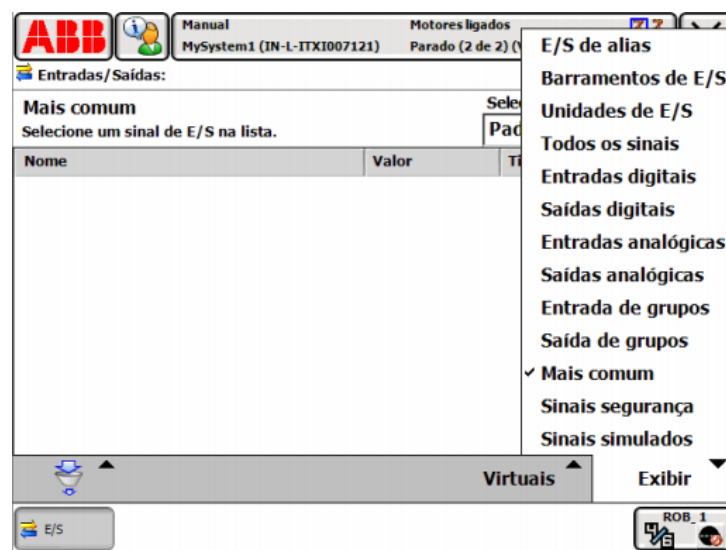 ABB
Manual
MySystem1 (IN-L-ITXI007121)
Motores ligados
Parado (2 de 2) (
Entradas/Saídas:
Mais comum
Selecione um sinal de E/S na lista.
Nome
Valor
E/S de alias
Barramentos de E/S
Unidades de E/S
Todos os sinais
Entradas digitais
Saídas digitais
Entradas analógicas
Saídas analógicas
Entrada de grupos
Saída de grupos
Mais comum
Sinais segurança
Sinais simulados
Virtuais
Exibir
E/S
ROB_1